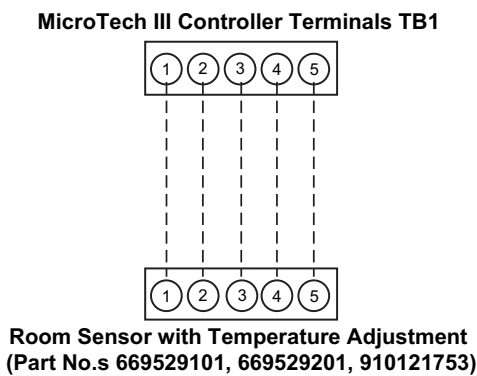 MicroTech III Controller Terminals TB1
1 2 3 4 5
1 2 3 4 5
Room Sensor with Temperature Adjustment
(Part No.s 669529101, 669529201, 910121753)